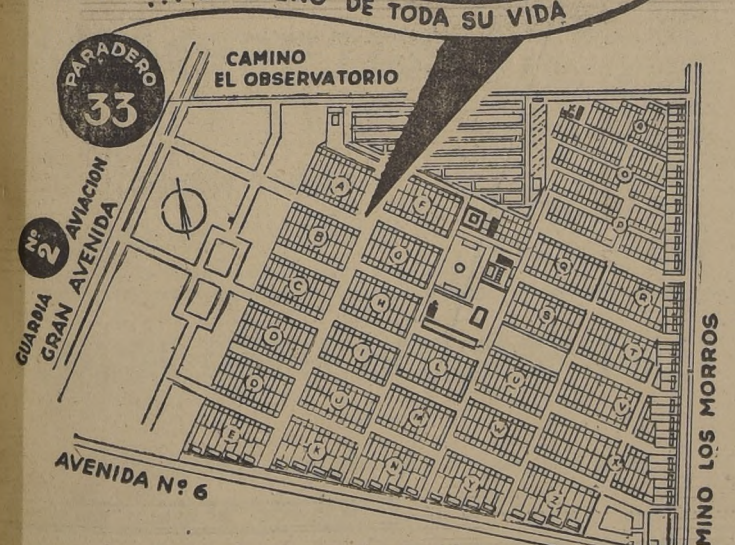 DE TODA SU VIDA
PARADERO
33
CAMINO
EL OBSERVATORIO
Nº
2
AVIACION
GUARDIA
GRAN AVENIDA
A
F
B
G
C
H
I
L
J
K
N
Y
Z
E
Q
R
S
T
U
V
W
AVENIDA Nº 6
MINO LOS MORROS